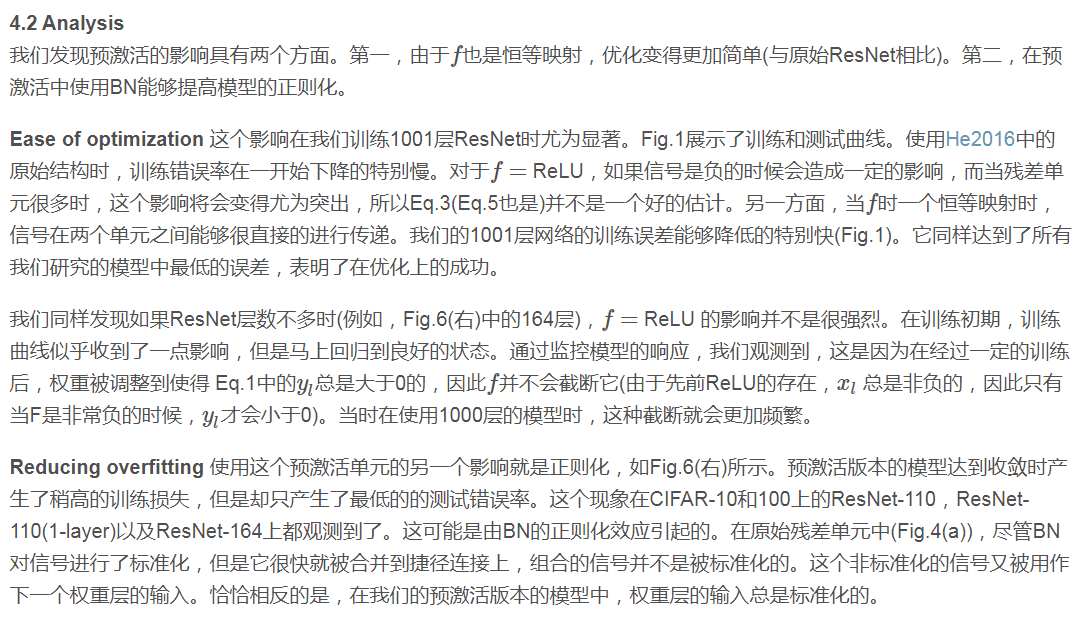 4.2 Analysis
我们发现预激活的影响具有两个方面。第一，由于f也是恒等映射，优化变得更加简单(与原始ResNet相比)。第二，在预
激活中使用BN能够提高模型的正则化。
Ease of optimization 这个影响在我们训练1001层ResNet时尤为显著。Fig.1展示了训练和测试曲线。使用He2016中的
原始结构时，训练错误率在一开始下降的特别慢。对于f = ReLU，如果信号是负的时候会造成一定的影响，而当残差单
元很多时，这个影响将会变得尤为突出，所以Eq.3(Eq.5也是)并不是一个好的估计。另一方面，当f时一个恒等映射时，
信号在两个单元之间能够很直接的进行传递。我们的1001层网络的训练误差能够降低的特别快(Fig.1)。它同样达到了所有
我们研究的模型中最低的误差，表明了在优化上的成功。
我们同样发现如果ResNet层数不多时(例如，Fig.6(右)中的164层)，f = ReLU 的影响并不是很强烈。在训练初期，训练
曲线似乎收到了一点影响，但是马上回归到良好的状态。通过监控模型的响应，我们观测到，这是因为在经过一定的训练
后，权重被调整到使得 Eq.1中的y_l总是大于0的，因此f并不会截断它(由于先前ReLU的存在，x_l 总是非负的，因此只有
当F是非常负的时候，y_l才会小于0)。当时在使用1000层的模型时，这种截断就会更加频繁。
Reducing overfitting 使用这个预激活单元的另一个影响就是正则化，如Fig.6(右)所示。预激活版本的模型达到收敛时产
生了稍高的训练损失，但是却只产生了最低的的测试错误率。这个现象在CIFAR-10和100上的ResNet-110，ResNet-
110(1-layer)以及ResNet-164上都观测到了。这可能是由BN的正则化效应引起的。在原始残差单元中(Fig.4(a))，尽管BN
对信号进行了标准化，但是它很快就被合并到捷径连接上，组合的信号并不是被标准化的。这个非标准化的信号又被用作
下一个权重层的输入。恰恰相反的是，在我们的预激活版本的模型中，权重层的输入总是标准化的。